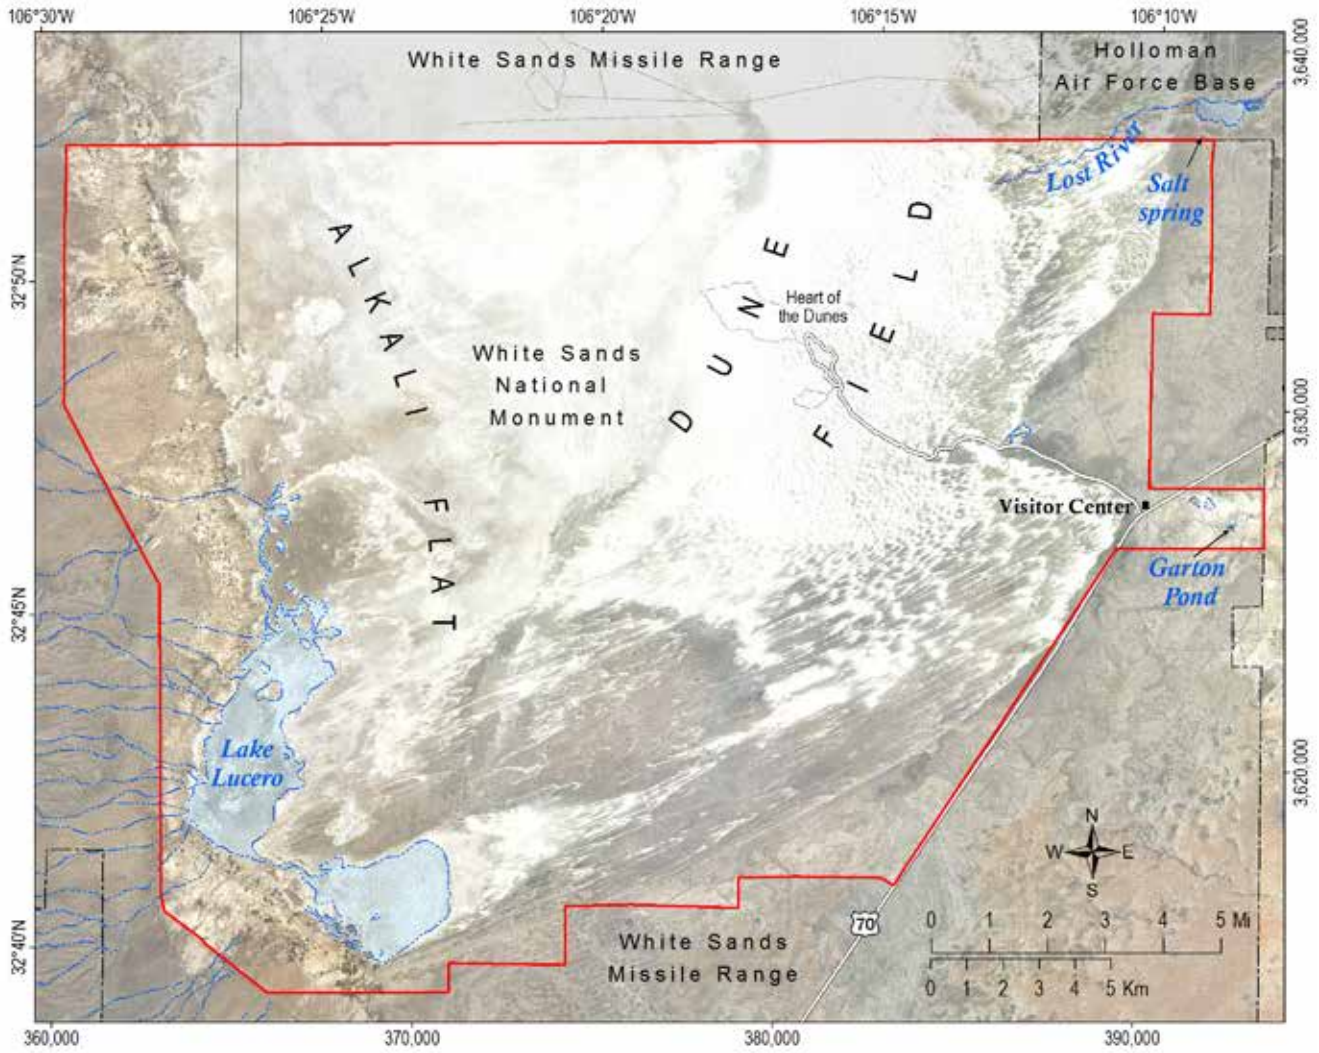 106°30'W
106°25'W
106°20'W
106°15'W
106°10'W
White Sands Missile Range
Holloman
Air Force Base
3,640,000
Lost River
Salt
spring
ALKALI FLAT
DUNE FIELD
32°50'N
Heart of
the Dunes
White Sands
National
Monument
3,630,000
Visitor Center
Garton
Pond
32°45'N
Lake
Lucero
3,620,000
N
W
E
S
70
0 1 2 3 4 5 Mi
0 1 2 3 4 5 Km
32°40'N
White Sands
Missile Range
360,000
370,000
380,000
390,000